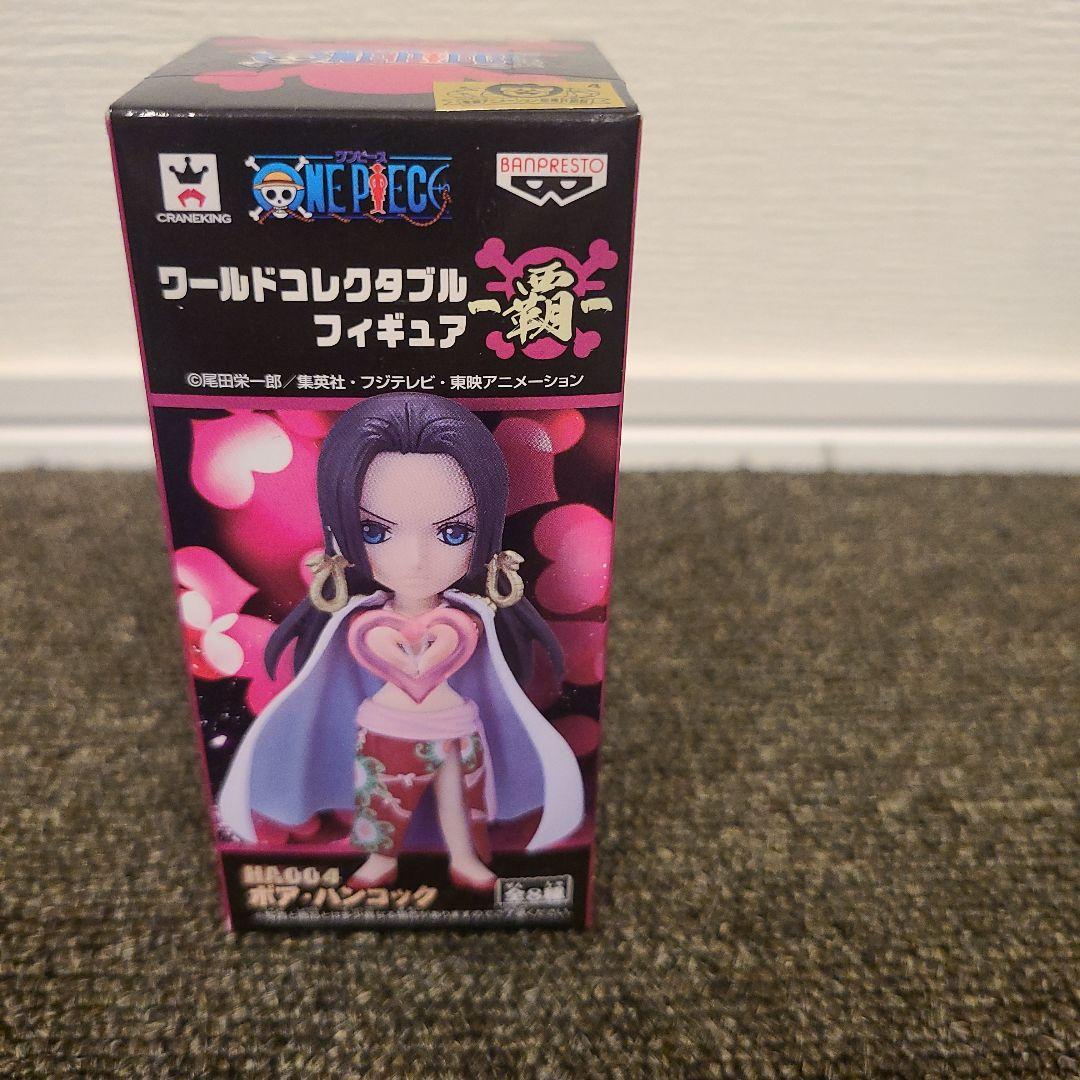 CRANEKING
ワンピース
ONE PIECE
BANPRESTO
ワールドコレクタブル
フィギュア
-覇-
©尾田栄一郎/集英社・フジテレビ・東映アニメーション
HA004
ボア・ハンコック
全8種